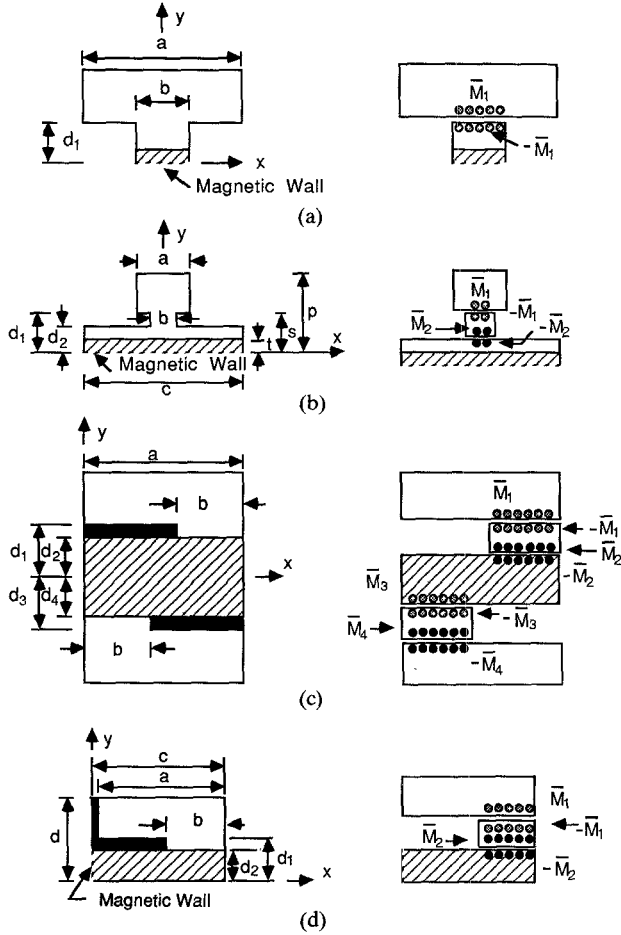 y
a
b
d1
x
Magnetic Wall
M̅1
- M̅1
(a)
y
a
b
d1
d2
s
p
t
x
Magnetic Wall
c
M̅1
-M̅1
M̅2
-M̅2
(b)
y
a
b
d1
d2
x
d3
d4
b
M̅1
-M̅1
M̅2
-M̅2
M̅3
-M̅3
M̅4
-M̅4
(c)
y
c
a
b
d
d1
d2
x
Magnetic Wall
M̅1
-M̅1
M̅2
-M̅2
(d)